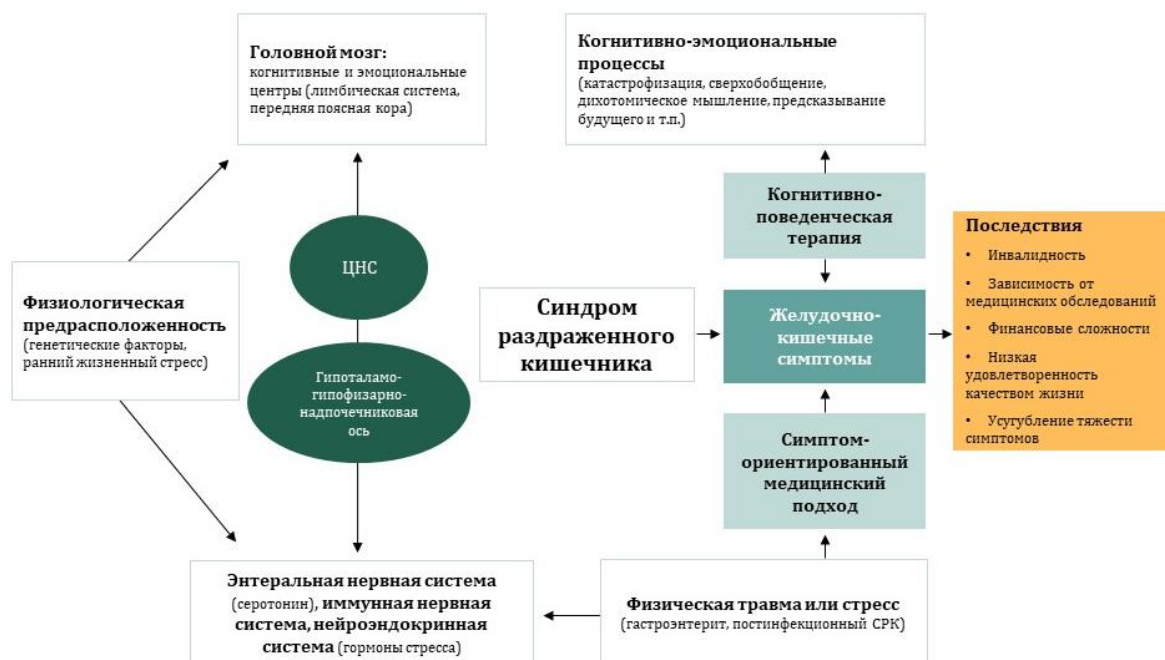 Головной мозг:
когнитивные и эмоциональные
центры (лимбическая система,
передняя поясная кора)
Когнитивно-эмоциональные
процессы
(катастрофизация, сверхобобщение,
дихотомическое мышление, предсказывание
будущего и т.п.)
Когнитивно-
поведенческая
терапия
Последствия
• Инвалидность
• Зависимость от
медицинских обследований
• Финансовые сложности
• Низкая
удовлетворенность
качеством жизни
• Усугубление тяжести
симптомов
ЦНС
Физиологическая
предрасположенность
(генетические факторы,
ранний жизненный стресс)
Синдром
раздраженного
кишечника
Желудочно-
кишечные
симптомы
Гипоталамо-
гипофизарно-
надпочечниковая
ось
Симптом-
ориентированный
медицинский
подход
Энтеральная нервная система
(серотонин), иммунная нервная
система, нейроэндокринная
система (гормоны стресса)
Физическая травма или стресс
(гастроэнтерит, постинфекционный СРК)